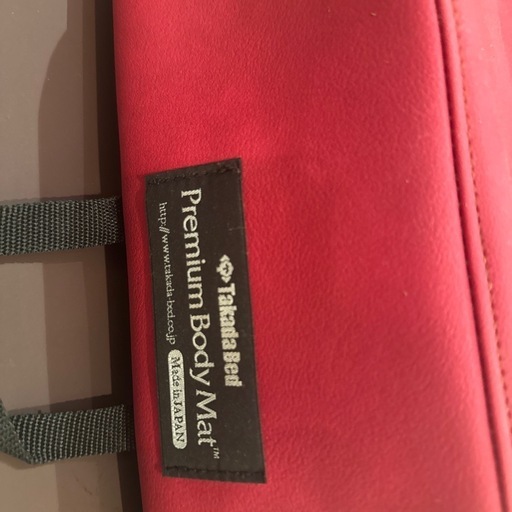 Takada Bed
Premium Body Mat™
http://www.takada-bed.co.jp Made in JAPAN